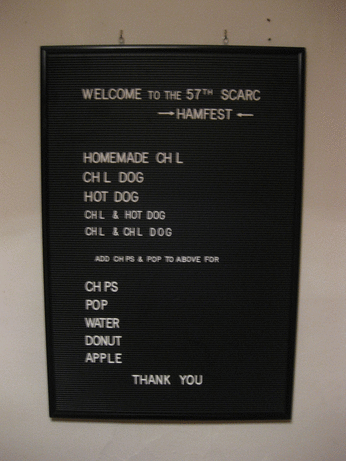 WELCOME TO THE 57TH SCARC
→HAMFEST←
HOMEMADE CH L
CH L DOG
HOT DOG
CH L & HOT DOG
CH L & CHL DOG
ADD CH PS & POP TO ABOVE FOR
CH PS
POP
WATER
DONUT
APPLE
THANK YOU